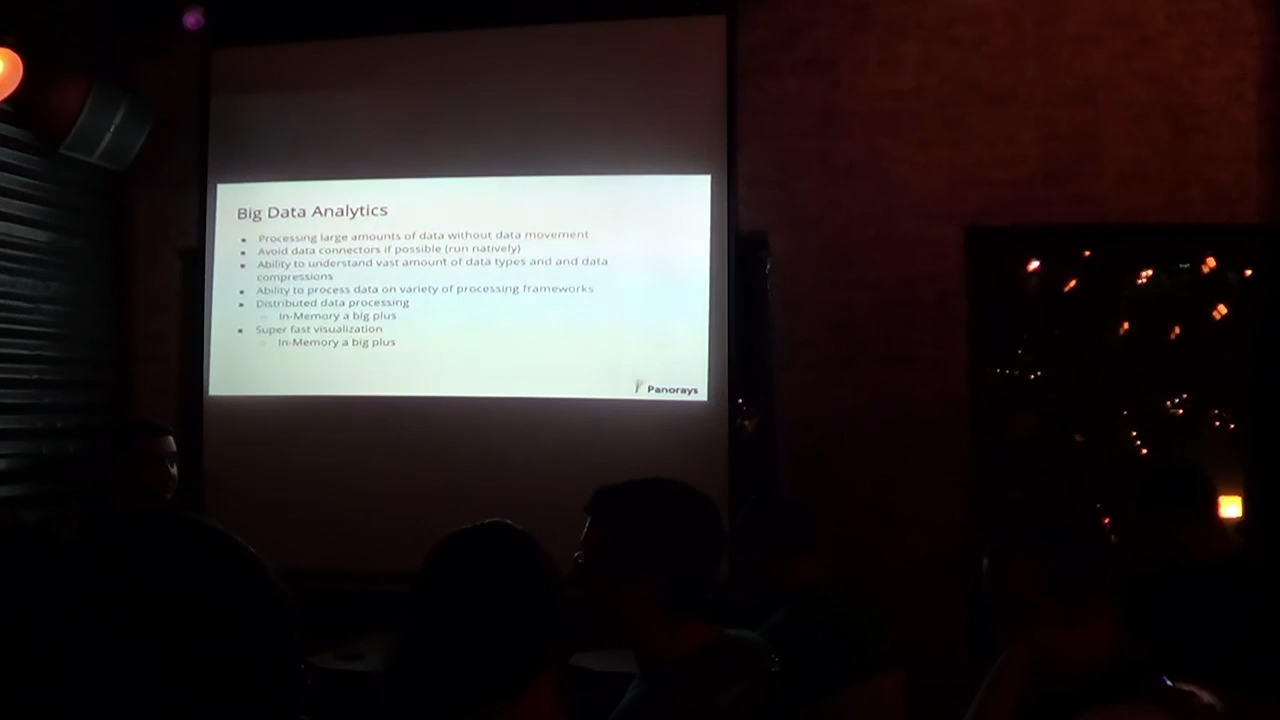 Big Data Analytics
Processing large amounts of data without data movement
Avoid data connectors if possible (run natively)
Ability to understand vast amount of data types and and data
compressions
Ability to process data on variety of processing frameworks
Distributed data processing
In-Memory a big plus
Super fast visualization
In-Memory a big plus
Panorays